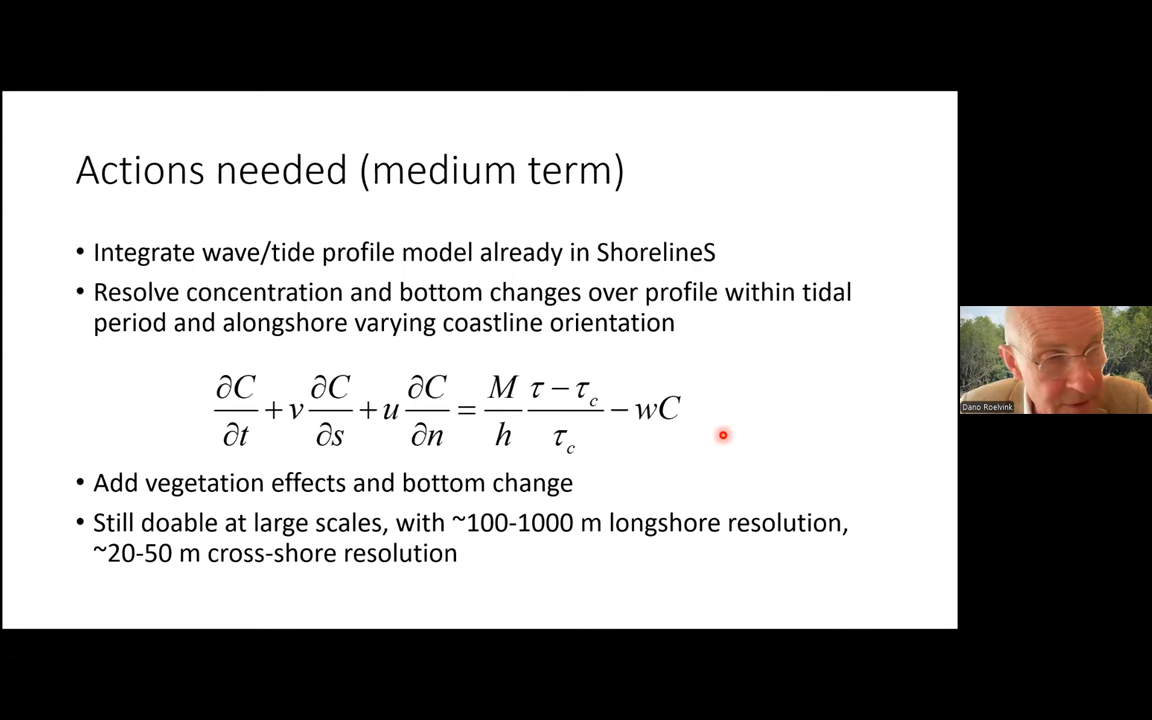 Actions needed (medium term)
• Integrate wave/tide profile model already in ShorelineS
• Resolve concentration and bottom changes over profile within tidal
period and alongshore varying coastline orientation
∂C/∂t + v ∂C/∂s + u ∂C/∂n = M/h (τ − τ_c)/τ_c − wC
• Add vegetation effects and bottom change
• Still doable at large scales, with ~100-1000 m longshore resolution,
~20-50 m cross-shore resolution
Dano Roelvink